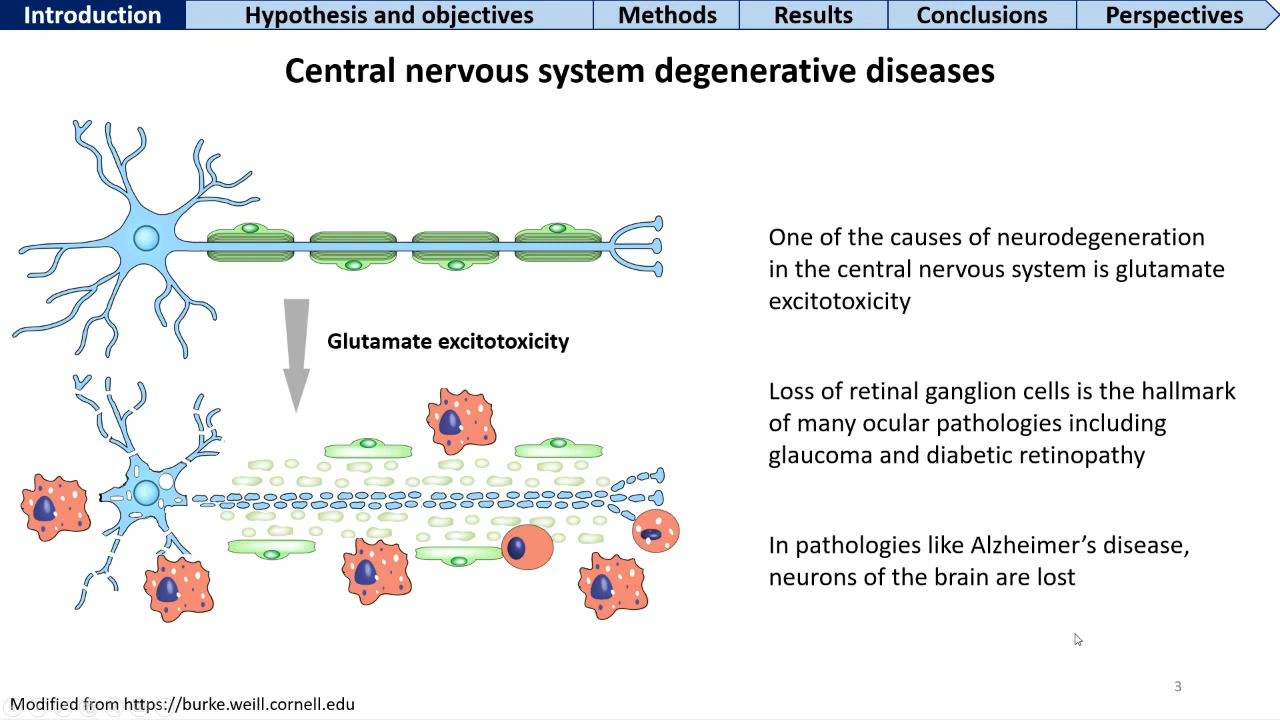 Introduction Hypothesis and objectives Methods Results Conclusions Perspectives
Central nervous system degenerative diseases
One of the causes of neurodegeneration
in the central nervous system is glutamate
excitotoxicity
Glutamate excitotoxicity
Loss of retinal ganglion cells is the hallmark
of many ocular pathologies including
glaucoma and diabetic retinopathy
In pathologies like Alzheimer’s disease,
neurons of the brain are lost
3
Modified from https://burke.weill.cornell.edu